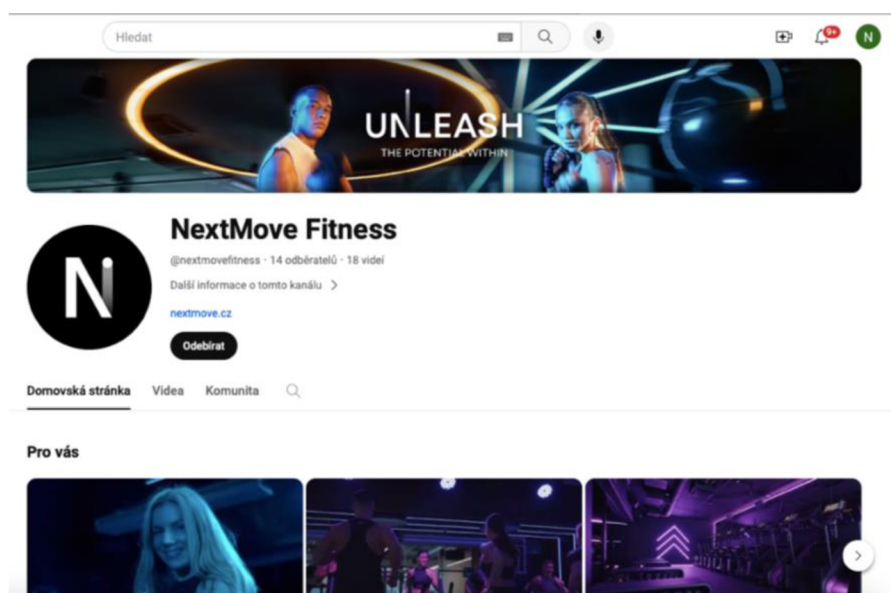 Hledat
9+
N
UNLEASH
THE POTENTIAL WITHIN
N
NextMove Fitness
@nextmovefitness · 14 odběratelů · 18 videí
Další informace o tomto kanálu >
nextmove.cz
Odebírat
Domovská stránka Videa Komunita
Pro vás